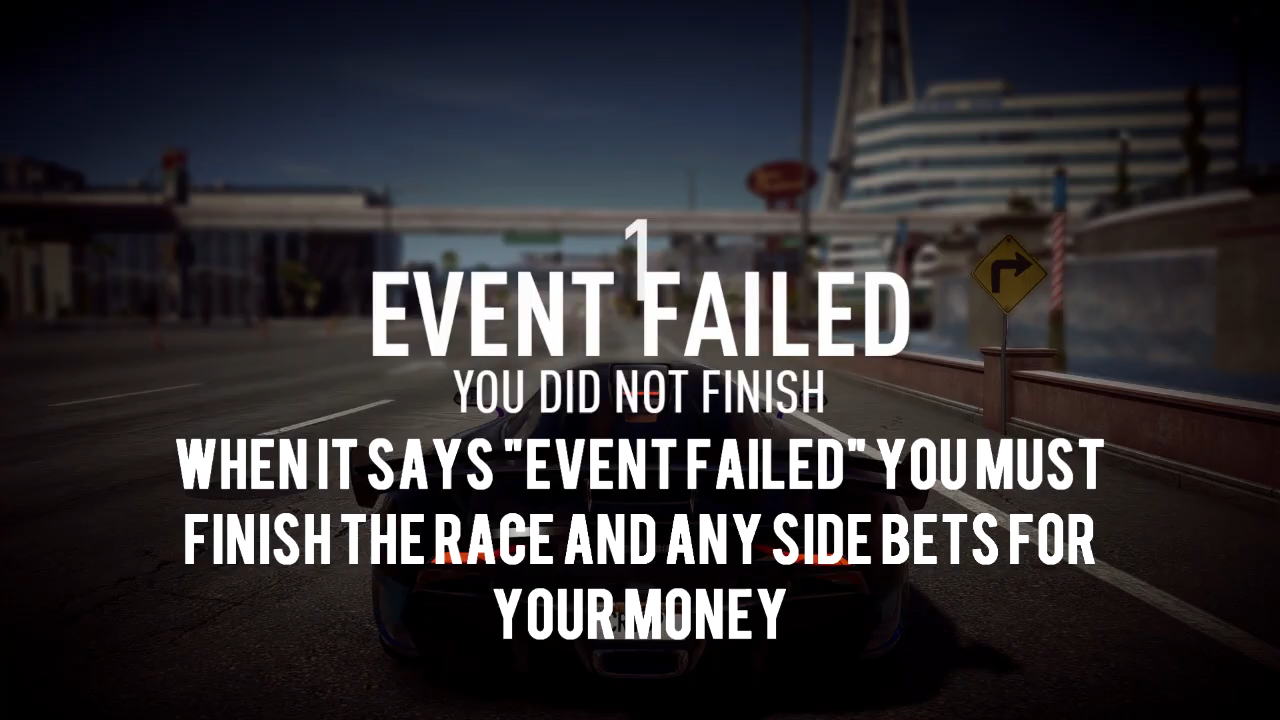 1
EVENT FAILED
YOU DID NOT FINISH
WHEN IT SAYS "EVENT FAILED" YOU MUST
FINISH THE RACE AND ANY SIDE BETS FOR
YOUR MONEY